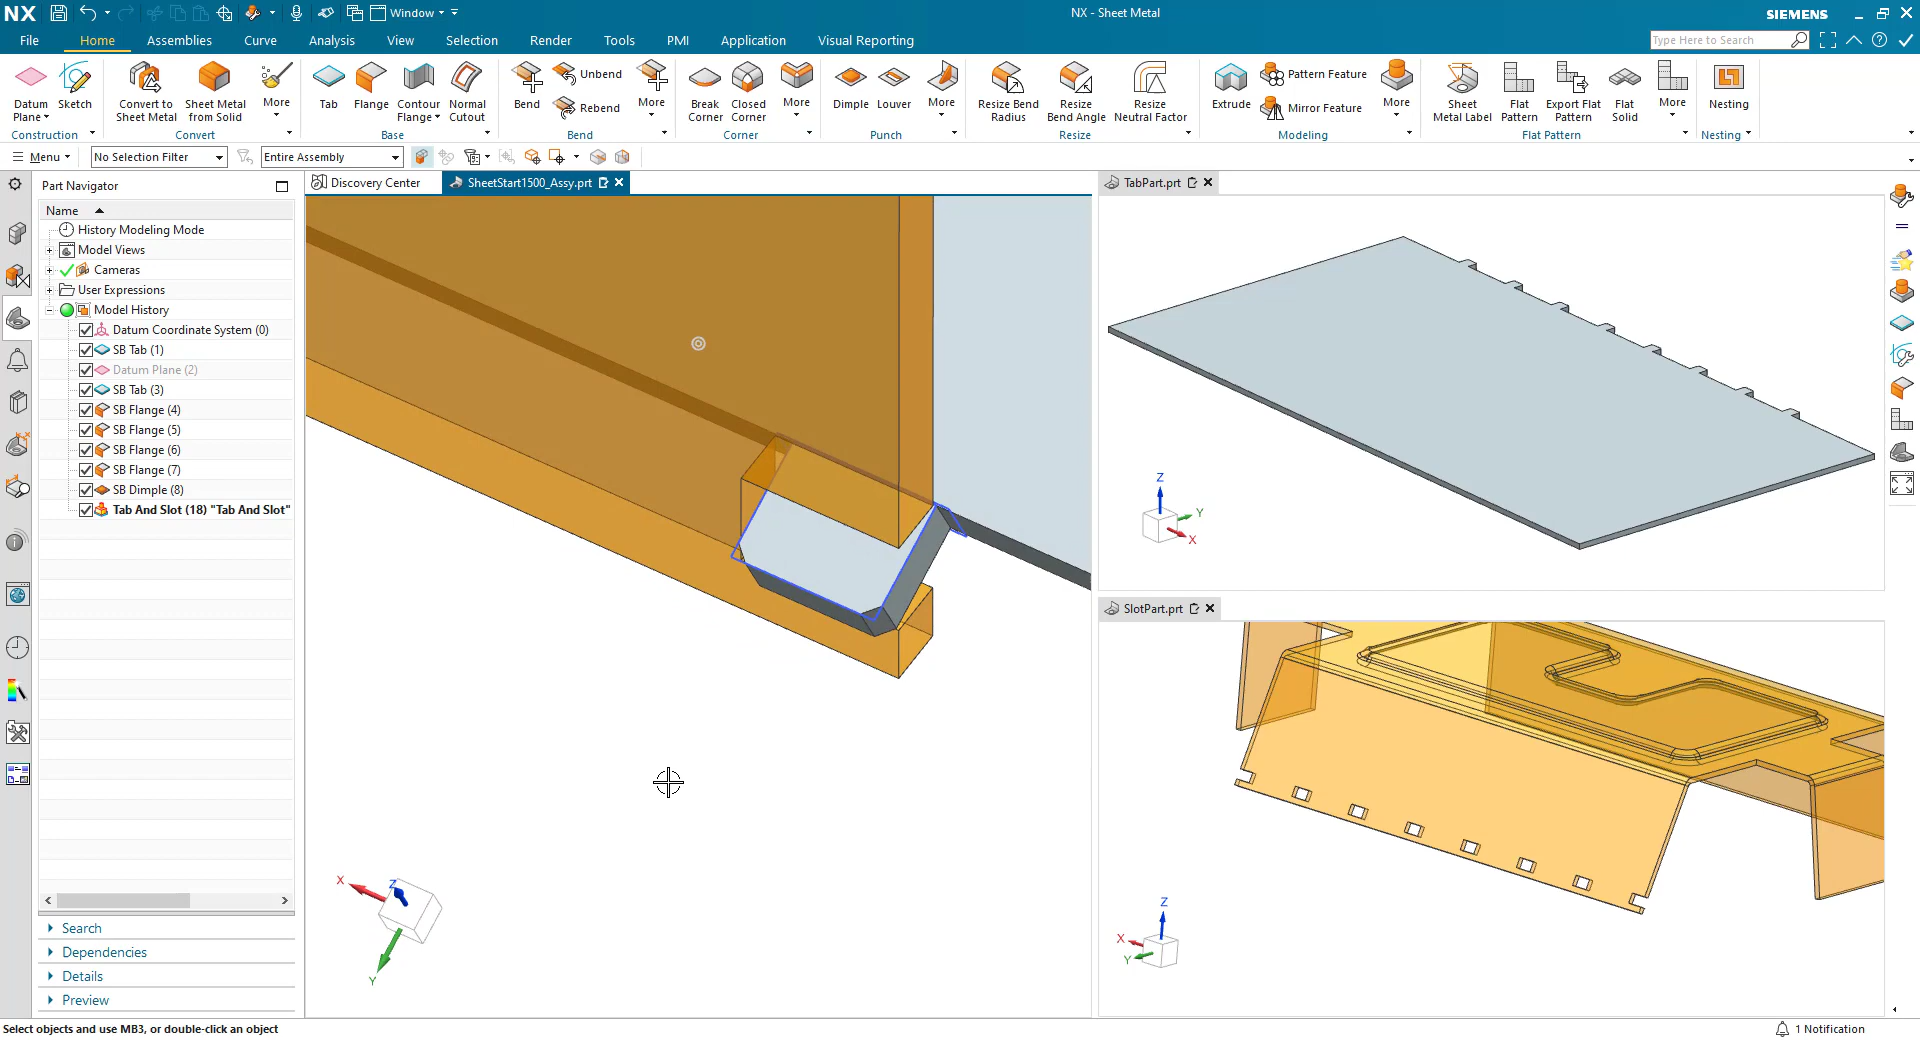 NX
Window
NX - Sheet Metal
SIEMENS
File Home Assemblies Curve Analysis View Selection Render Tools PMI Application Visual Reporting
Type Here to Search
Datum Plane
Sketch
Convert to Sheet Metal
Sheet Metal from Solid
More
Tab
Flange
Contour Flange
Normal Cutout
Bend
Unbend
Rebend
More
Break Corner
Closed Corner
More
Dimple
Louver
More
Resize Bend Radius
Resize Bend Angle
Resize Neutral Factor
Extrude
Pattern Feature
Mirror Feature
More
Sheet Metal Label
Flat Pattern
Export Flat Pattern
Flat Solid
More
Nesting
Construction Convert Base Bend Corner Punch Resize Modeling Flat Pattern Nesting
Menu No Selection Filter Entire Assembly
Part Navigator
Discovery Center
SheetStart1500_Assy.prt
TabPart.prt
Name
History Modeling Mode
Model Views
Cameras
User Expressions
Model History
Datum Coordinate System (0)
SB Tab (1)
Datum Plane (2)
SB Tab (3)
SB Flange (4)
SB Flange (5)
SB Flange (6)
SB Flange (7)
SB Dimple (8)
Tab And Slot (18) "Tab And Slot"
Search
Dependencies
Details
Preview
X
Z
Y
Z
Y
X
SlotPart.prt
Z
X
Y
Select objects and use MB3, or double-click an object
1 Notification